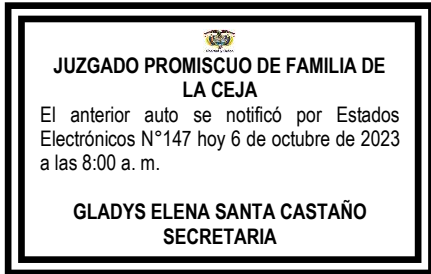 JUZGADO PROMISCUO DE FAMILIA DE
LA CEJA
El anterior auto se notificó por Estados
Electrónicos N°147 hoy 6 de octubre de 2023
a las 8:00 a. m.
GLADYS ELENA SANTA CASTAÑO
SECRETARIA